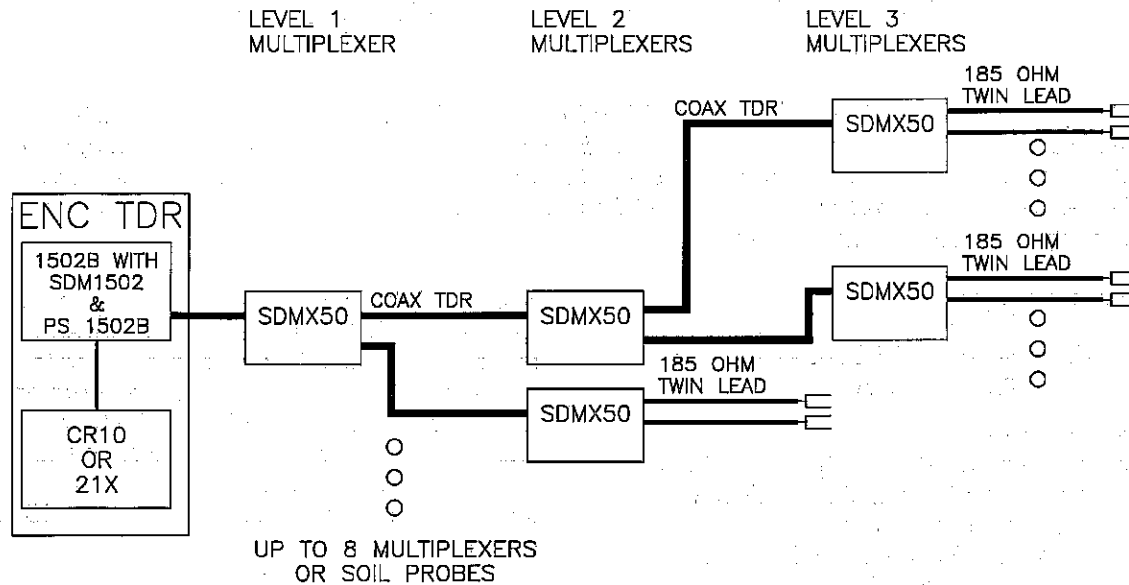 LEVEL 1
MULTIPLEXER
LEVEL 2
MULTIPLEXERS
LEVEL 3
MULTIPLEXERS
185 OHM
TWIN LEAD
COAX TDR
SDMX50
ENC TDR
1502B WITH
SDM1502
&
PS 1502B
185 OHM
TWIN LEAD
SDMX50
COAX TDR
SDMX50
SDMX50
185 OHM
TWIN LEAD
SDMX50
CR10
OR
21X
UP TO 8 MULTIPLEXERS
OR SOIL PROBES